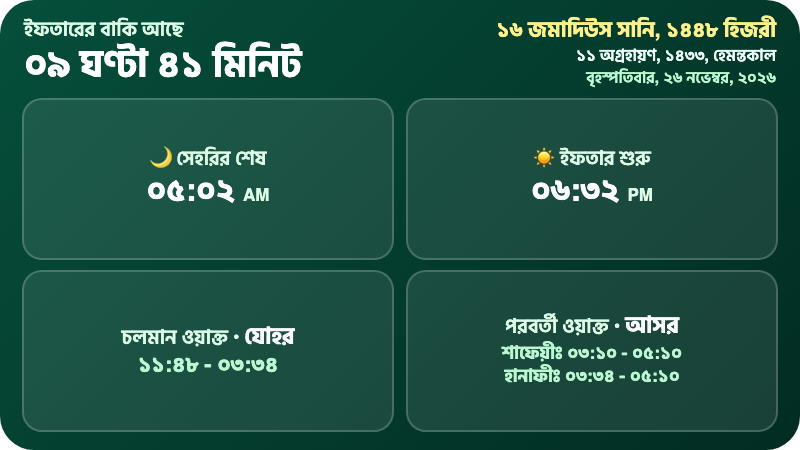 ইফতারের বাকি আছে
০৯ ঘণ্টা ৪১ মিনিট
১৬ জমাদিউস সানি, ১৪৪৮ হিজরী
১১ অগ্রহায়ণ, ১৪৩৩, হেমন্তকাল
বৃহস্পতিবার, ২৬ নভেম্বর, ২০২৬
🌙 সেহরির শেষ
০৫:০২ AM
☀️ ইফতার শুরু
০৬:৩২ PM
চলমান ওয়াক্ত • যোহর
১১:৪৮ - ০৩:৩৪
পরবর্তী ওয়াক্ত • আসর
শাফেয়ীঃ ০৩:১০ - ০৫:১০
হানাফীঃ ০৩:৩৪ - ০৫:১০